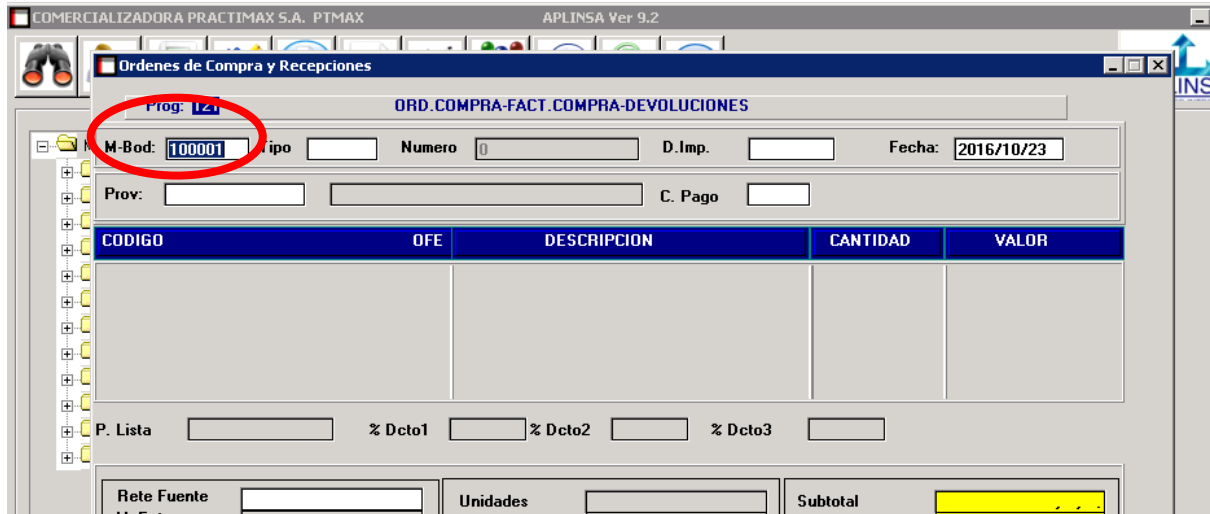 COMERCIALIZADORA PRACTIMAX S.A. PTMAX APLINSA Ver 9.2
Ordenes de Compra y Recepciones
Prog: 121 ORD.COMPRA-FACT.COMPRA-DEVOLUCIONES
M-Bod: 100001 Tipo Numero 0 D.Imp. Fecha: 2016/10/23
Prov: C. Pago
CODIGO OFE DESCRIPCION CANTIDAD VALOR
P. Lista % Dcto1 % Dcto2 % Dcto3
Rete Fuente Unidades Subtotal